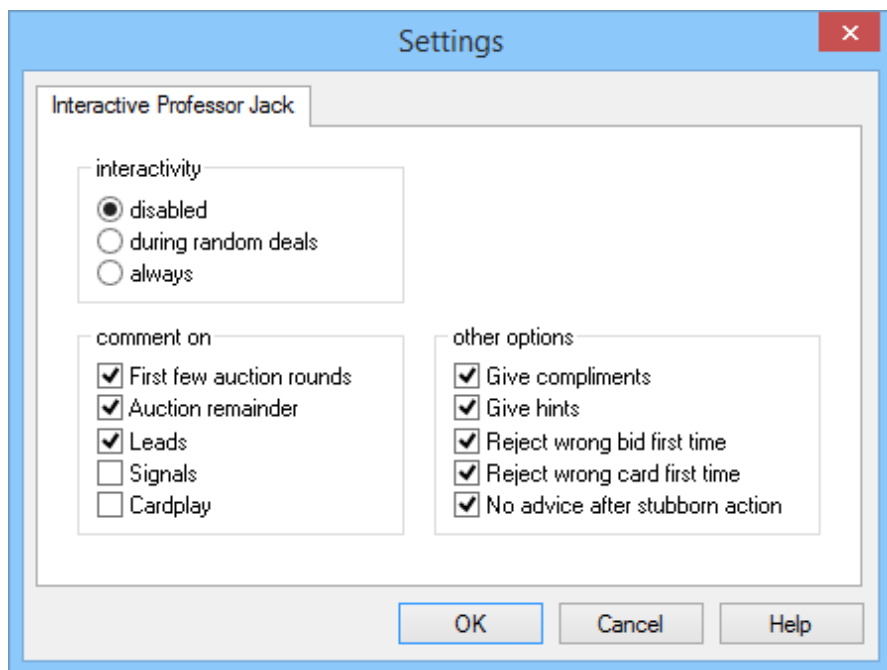 Settings
Interactive Professor Jack
interactivity
disabled
during random deals
always
comment on
First few auction rounds
Auction remainder
Leads
Signals
Cardplay
other options
Give compliments
Give hints
Reject wrong bid first time
Reject wrong card first time
No advice after stubborn action
OK
Cancel
Help